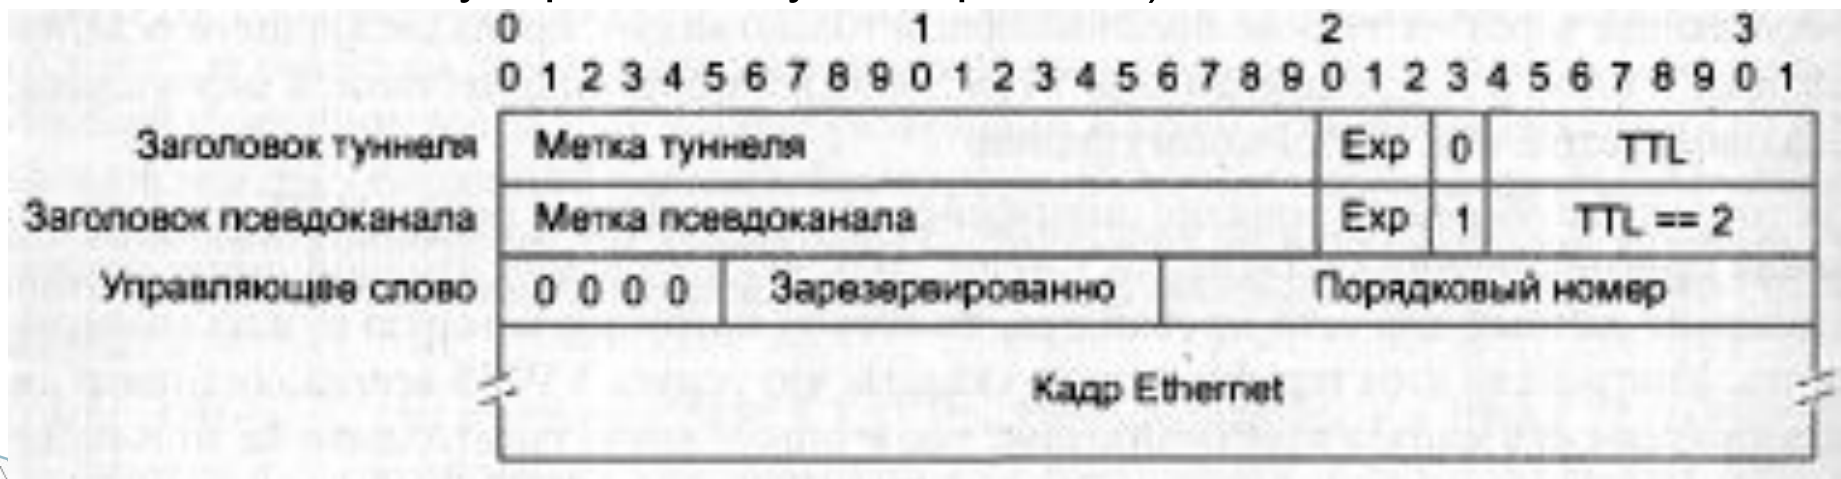 0 1 2 3
0 1 2 3 4 5 6 7 8 9 0 1 2 3 4 5 6 7 8 9 0 1 2 3 4 5 6 7 8 9 0 1
Заголовок туннеля Метка туннеля Exp 0 TTL
Заголовок псевдоканала Метка псевдоканала Exp 1 TTL == 2
Управляющее слово 0 0 0 0 Зарезервированно Порядковый номер
Кадр Ethernet